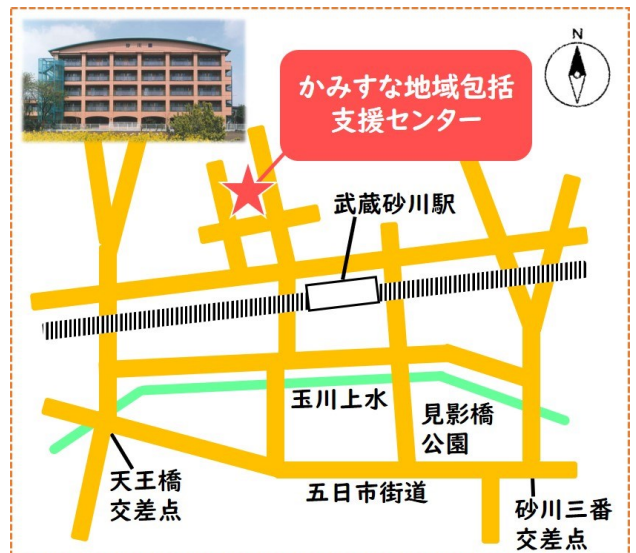 N
かみすな地域包括
支援センター
武蔵砂川駅
玉川上水
見影橋
公園
天王橋
交差点
五日市街道
砂川三番
交差点